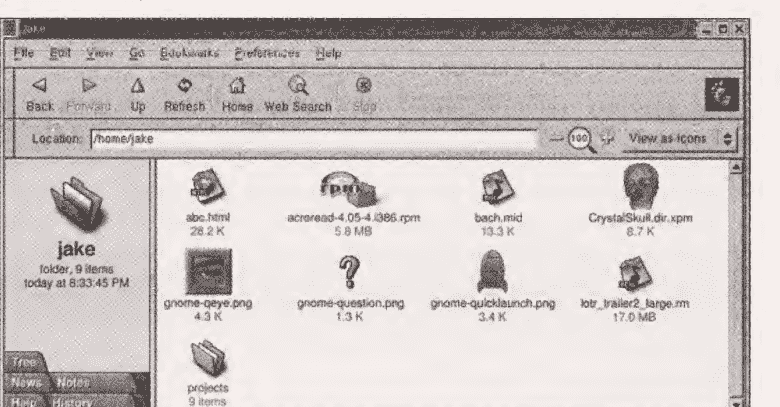 jake
File Edit View Go Bookmarks Preferences Help
Back Forward Up Refresh Home Web Search Stop
Location: /home/jake 100 View as Icons
rpm
abc.html acroread-4.05-4.i386.rpm bach.mid CrystalSkull.dir.xpm
28.2 K 5.8 MB 13.3 K 8.7 K
jake
folder, 9 items
today at 8:33:45 PM
gnome-qeye.png gnome-question.png gnome-quicklaunch.png lotr_trailer2_large.rm
4.3 K 1.3 K 3.4 K 17.0 MB
Tree
News Notes
Help History
projects
9 items